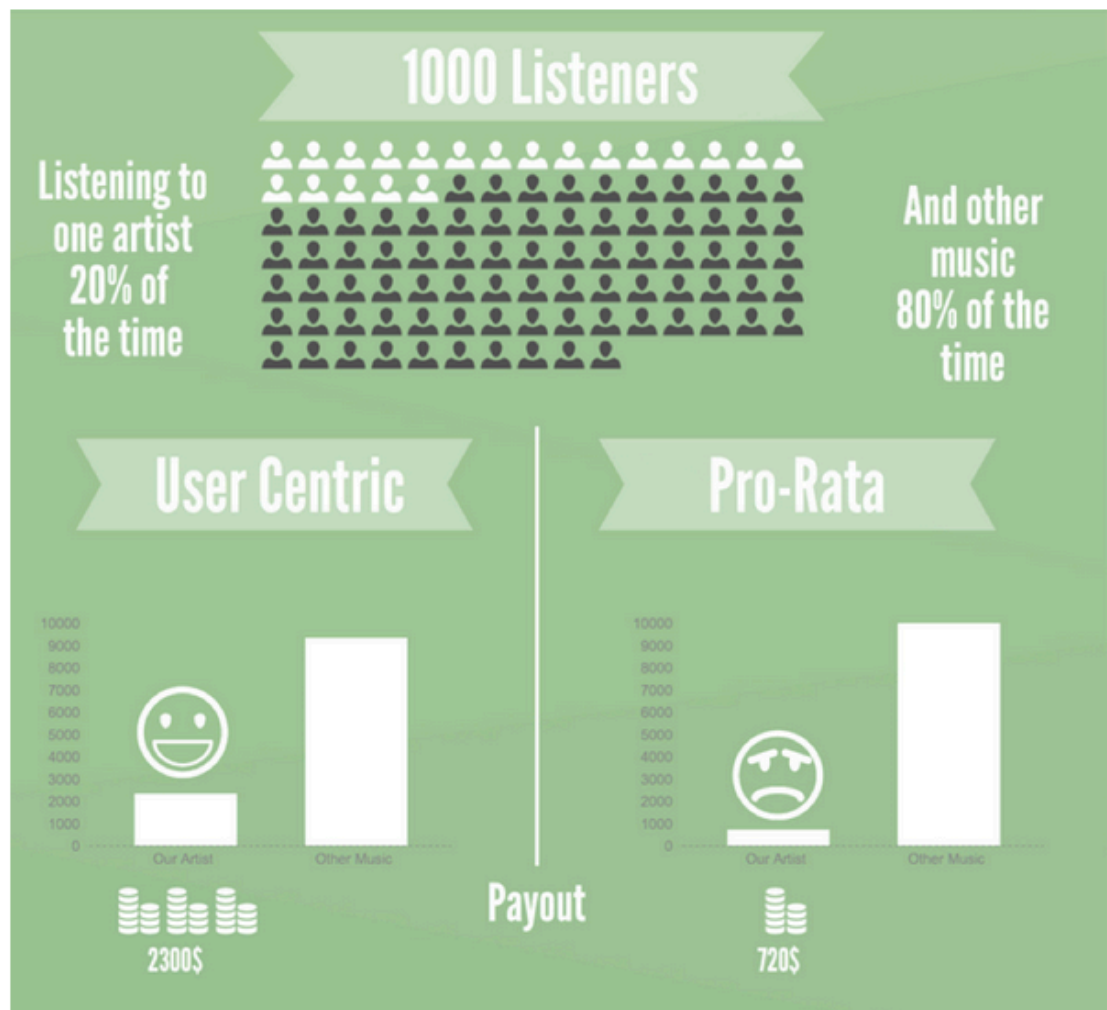 1000 Listeners
Listening to
one artist
20% of
the time
And other
music
80% of the
time
User Centric
Pro-Rata
10000
9000
8000
7000
6000
5000
4000
3000
2000
1000
0
Our Artist
Other Music
10000
9000
8000
7000
6000
5000
4000
3000
2000
1000
0
Our Artist
Other Music
Payout
2300$
720$